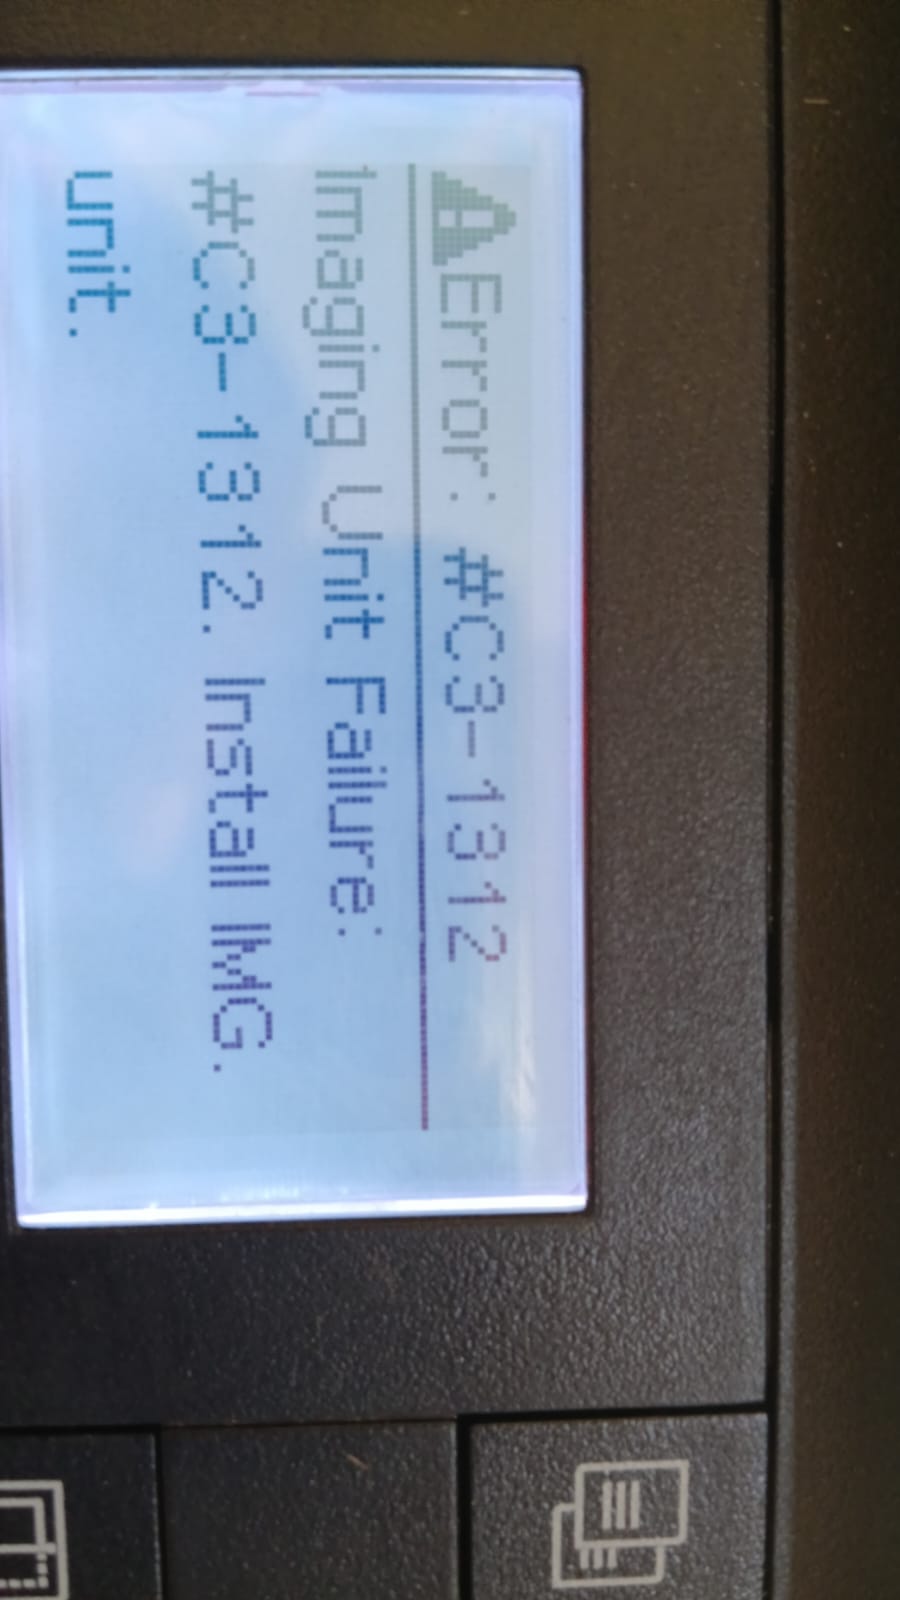 Error: #C3-1312
Imaging Unit Failure:
#C3-1312. Install IMG.
unit.